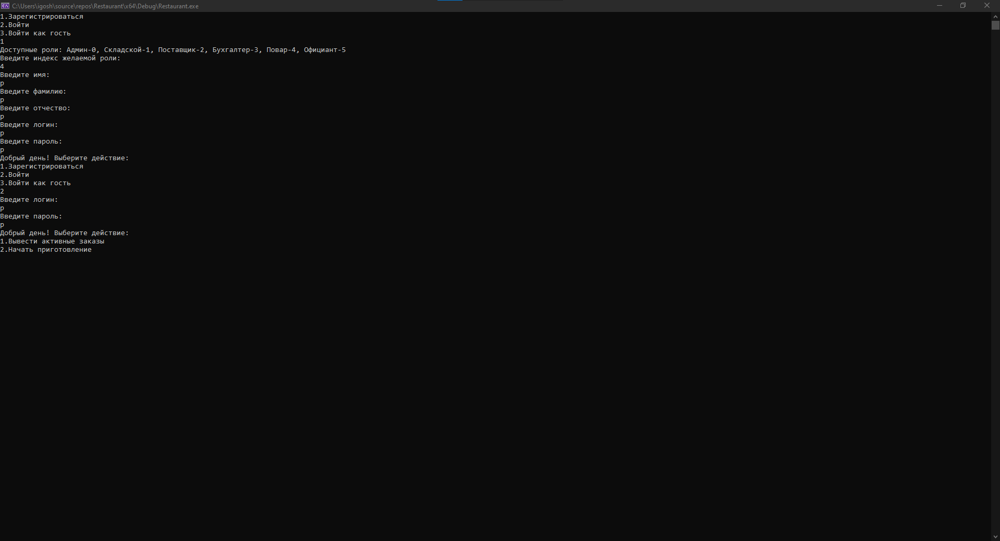 C:\Users\igosh\source\repos\Restaurant\x64\Debug\Restaurant.exe
1.Зарегистрироваться
2.Войти
3.Войти как гость
1
Доступные роли: Админ-0, Складской-1, Поставщик-2, Бухгалтер-3, Повар-4, Официант-5
Введите индекс желаемой роли:
4
Введите имя:
p
Введите фамилию:
p
Введите отчество:
p
Введите логин:
p
Введите пароль:
p
Добрый день! Выберите действие:
1.Зарегистрироваться
2.Войти
3.Войти как гость
2
Введите логин:
p
Введите пароль:
p
Добрый день! Выберите действие:
1.Вывести активные заказы
2.Начать приготовление